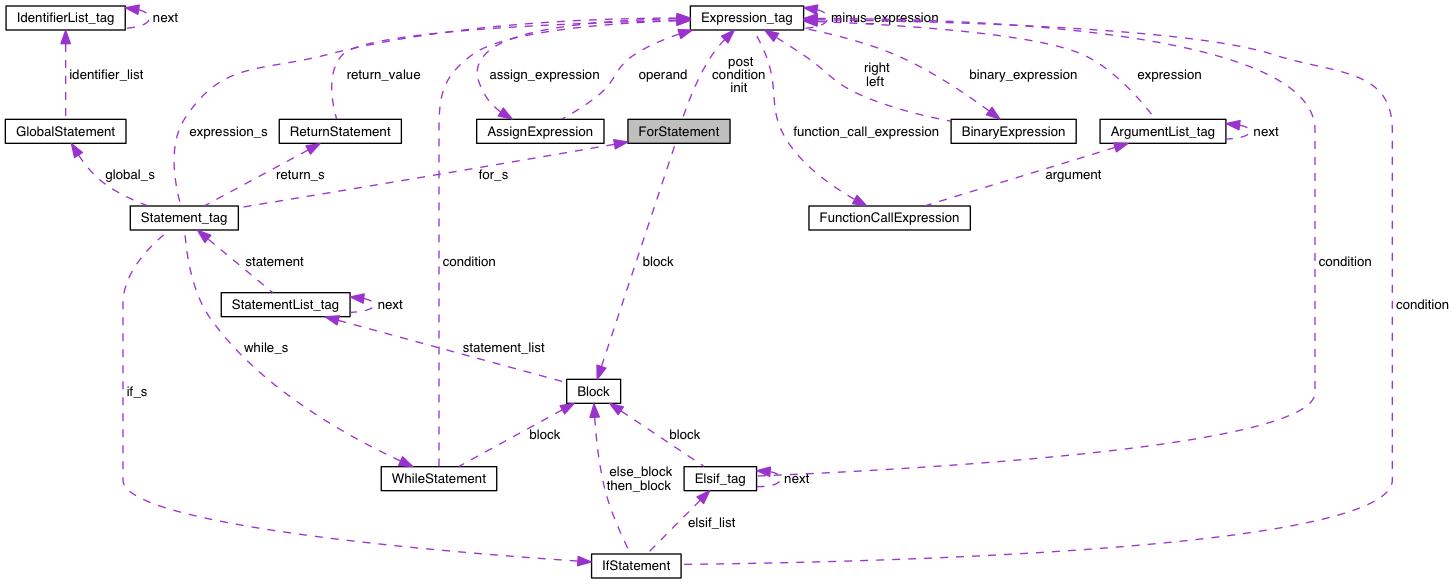 IdentifierList_tag
next
Expression_tag
minus_expression
identifier_list
return_value
assign_expression
operand
post
condition
init
right
left
binary_expression
expression
GlobalStatement
expression_s
ReturnStatement
AssignExpression
ForStatement
function_call_expression
BinaryExpression
ArgumentList_tag
next
global_s
return_s
for_s
argument
Statement_tag
FunctionCallExpression
statement
condition
block
condition
StatementList_tag
next
condition
while_s
statement_list
if_s
Block
block
block
WhileStatement
else_block
then_block
Elsif_tag
next
elsif_list
IfStatement